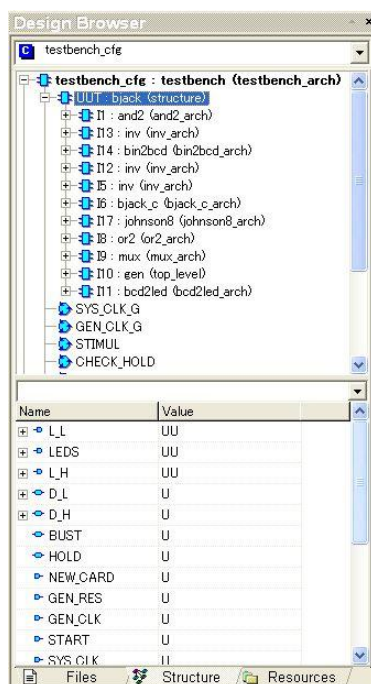 Design Browser
C testbench_cfg
testbench_cfg : testbench (testbench_arch)
UUT : bjack (structure)
I1 : and2 (and2_arch)
I13 : inv (inv_arch)
I14 : bin2bcd (bin2bcd_arch)
I12 : inv (inv_arch)
I5 : inv (inv_arch)
I6 : bjack_c (bjack_c_arch)
I17 : johnson8 (johnson8_arch)
I8 : or2 (or2_arch)
I9 : mux (mux_arch)
I10 : gen (top_level)
I11 : bcd2led (bcd2led_arch)
SYS_CLK_G
GEN_CLK_G
STIMUL
CHECK_HOLD
Name Value
L_L UU
LEDS UU
L_H UU
D_L U
D_H U
BUST U
HOLD U
NEW_CARD U
GEN_RES U
GEN_CLK U
START U
SYS_CLK U
Files Structure Resources